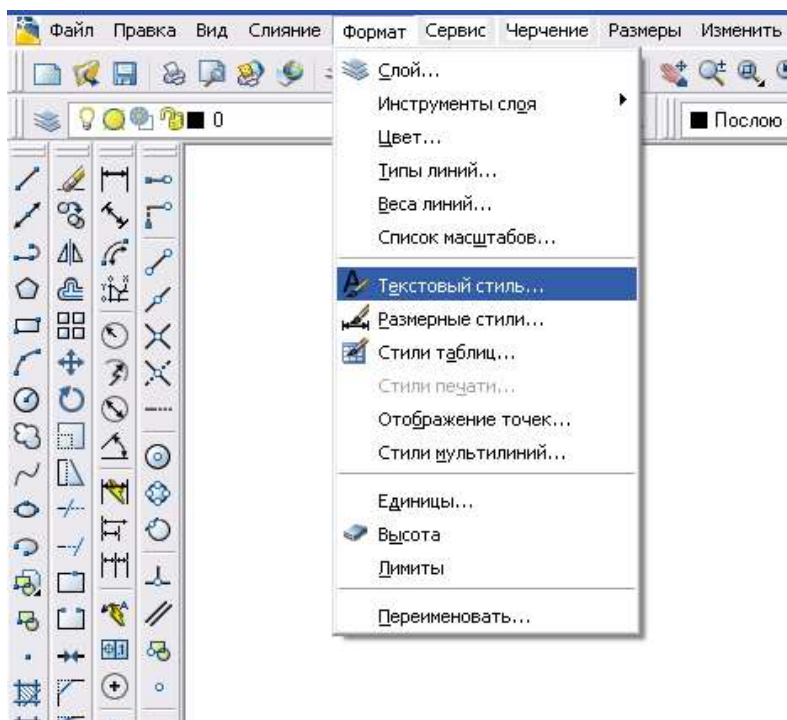 Файл Правка Вид Слияние Формат Сервис Черчение Размеры Изменить
Слой...
Инструменты слоя
0
Послою
Цвет...
Типы линий...
Веса линий...
Список масштабов...
Текстовый стиль...
Размерные стили...
Стили таблиц...
Стили печати...
Отображение точек...
Стили мультилиний...
Единицы...
Высота
Лимиты
Переименовать...